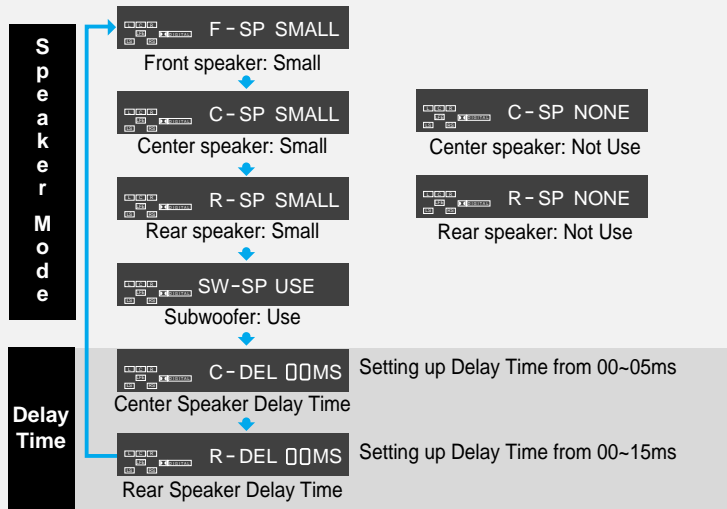 Speaker Mode
F-SP SMALL
Front speaker: Small
C-SP SMALL
Center speaker: Small
C-SP NONE
Center speaker: Not Use
R-SP SMALL
Rear speaker: Small
R-SP NONE
Rear speaker: Not Use
SW-SP USE
Subwoofer: Use
Delay Time
C-DEL 00MS
Setting up Delay Time from 00~05ms
Center Speaker Delay Time
R-DEL 00MS
Setting up Delay Time from 00~15ms
Rear Speaker Delay Time